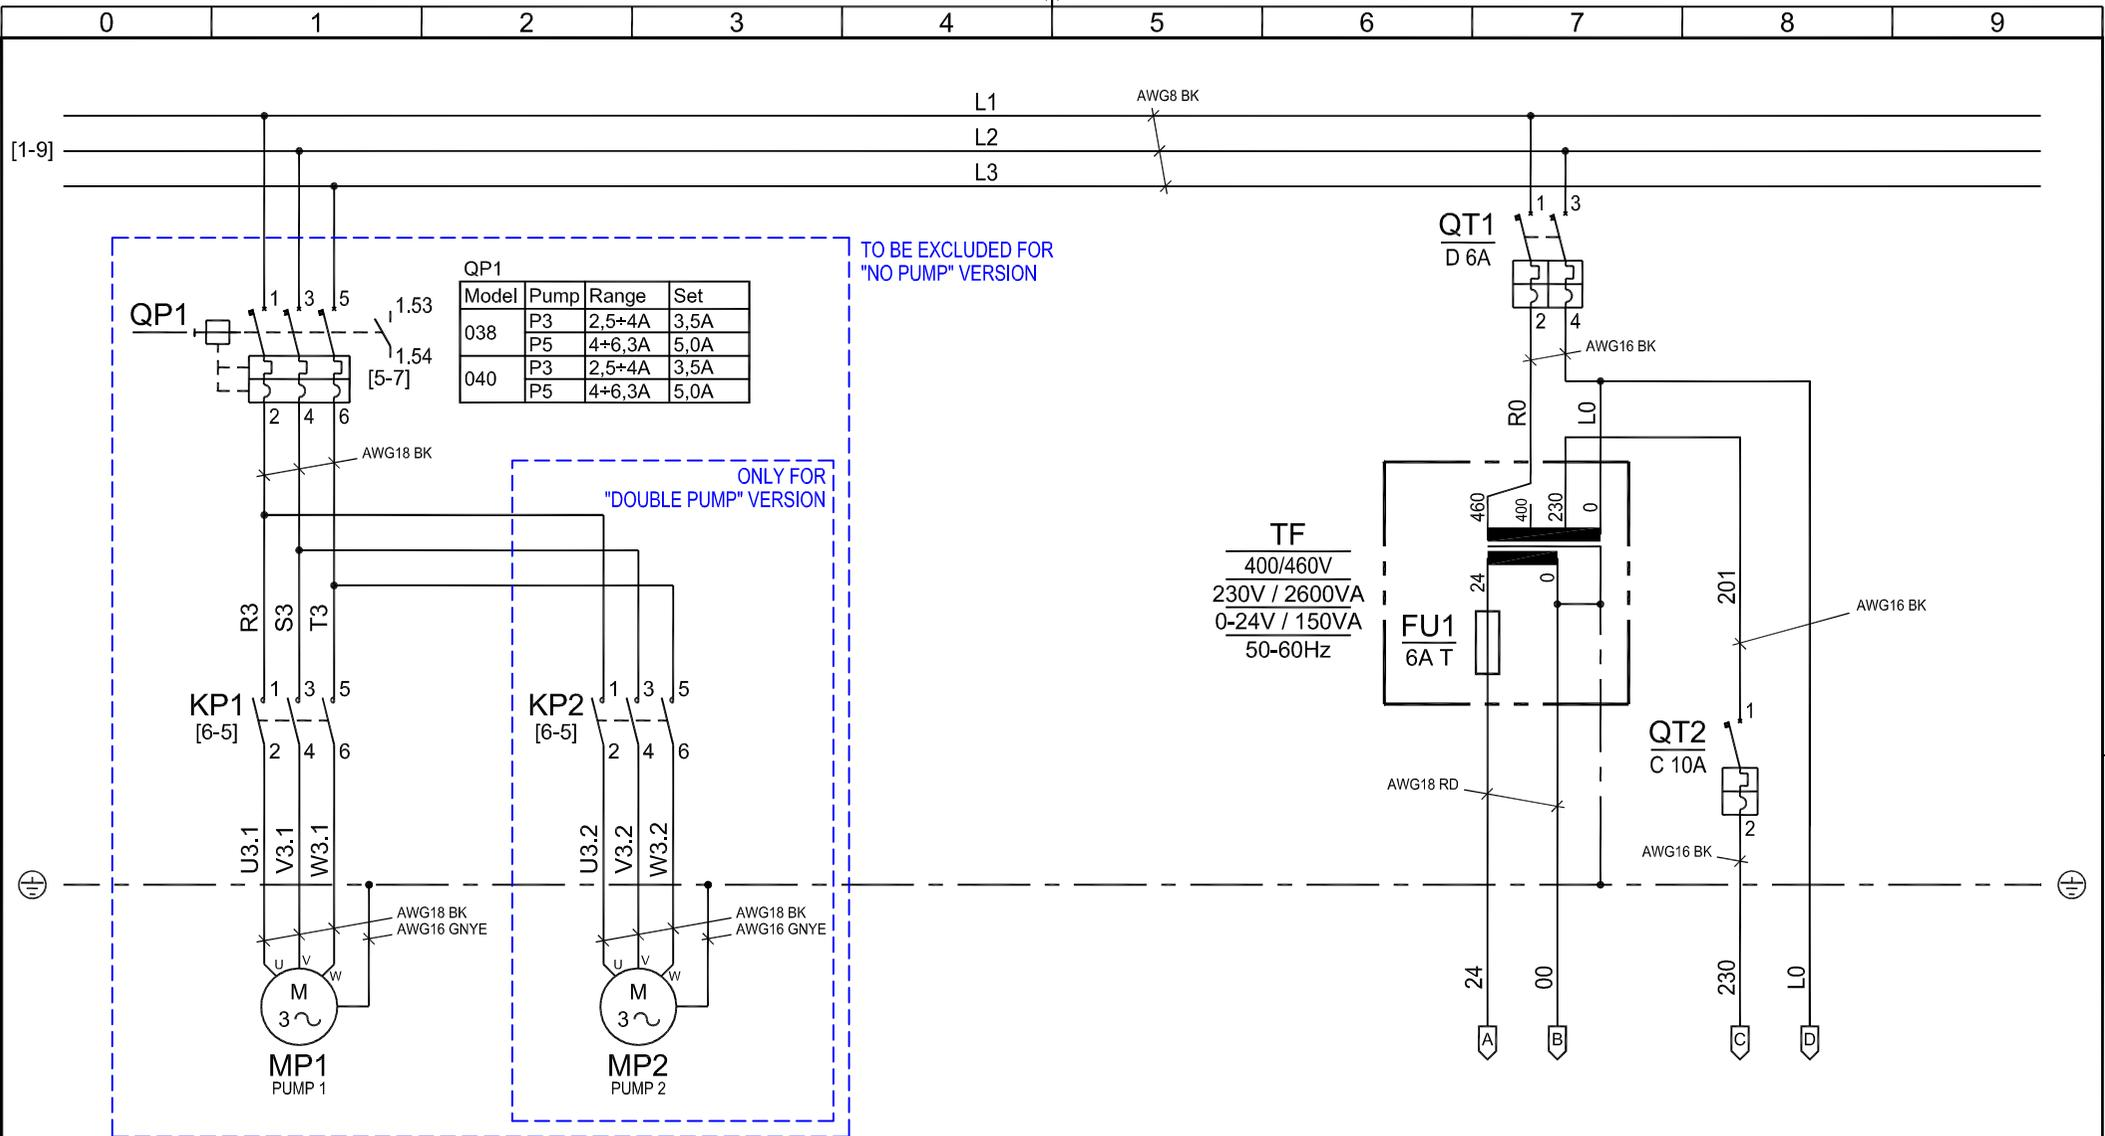 0 1 2 3 4 5 6 7 8 9
L1
AWG8 BK
L2
[1-9]
L3
TO BE EXCLUDED FOR
"NO PUMP" VERSION
QP1
1 3 5
1.53
1.54
[5-7]
2 4 6
QP1
Model Pump Range Set
038 P3 2,5÷4A 3,5A
P5 4÷6,3A 5,0A
040 P3 2,5÷4A 3,5A
P5 4÷6,3A 5,0A
AWG18 BK
ONLY FOR
"DOUBLE PUMP" VERSION
R3 S3 T3
KP1
[6-5]
1 3 5
2 4 6
KP2
[6-5]
1 3 5
2 4 6
U3.1 V3.1 W3.1
U3.2 V3.2 W3.2
AWG18 BK
AWG16 GNYE
AWG18 BK
AWG16 GNYE
U V W
M
3
MP1
PUMP 1
U V W
M
3
MP2
PUMP 2
QT1
D 6A
1 3
2 4
AWG16 BK
R0 L0
460 400 230 0
TF
400/460V
230V / 2600VA
0-24V / 150VA
50-60Hz
24 0
FU1
6A T
201
AWG16 BK
QT2
C 10A
1
2
AWG18 RD
AWG16 BK
24 00 230 L0
A B C D